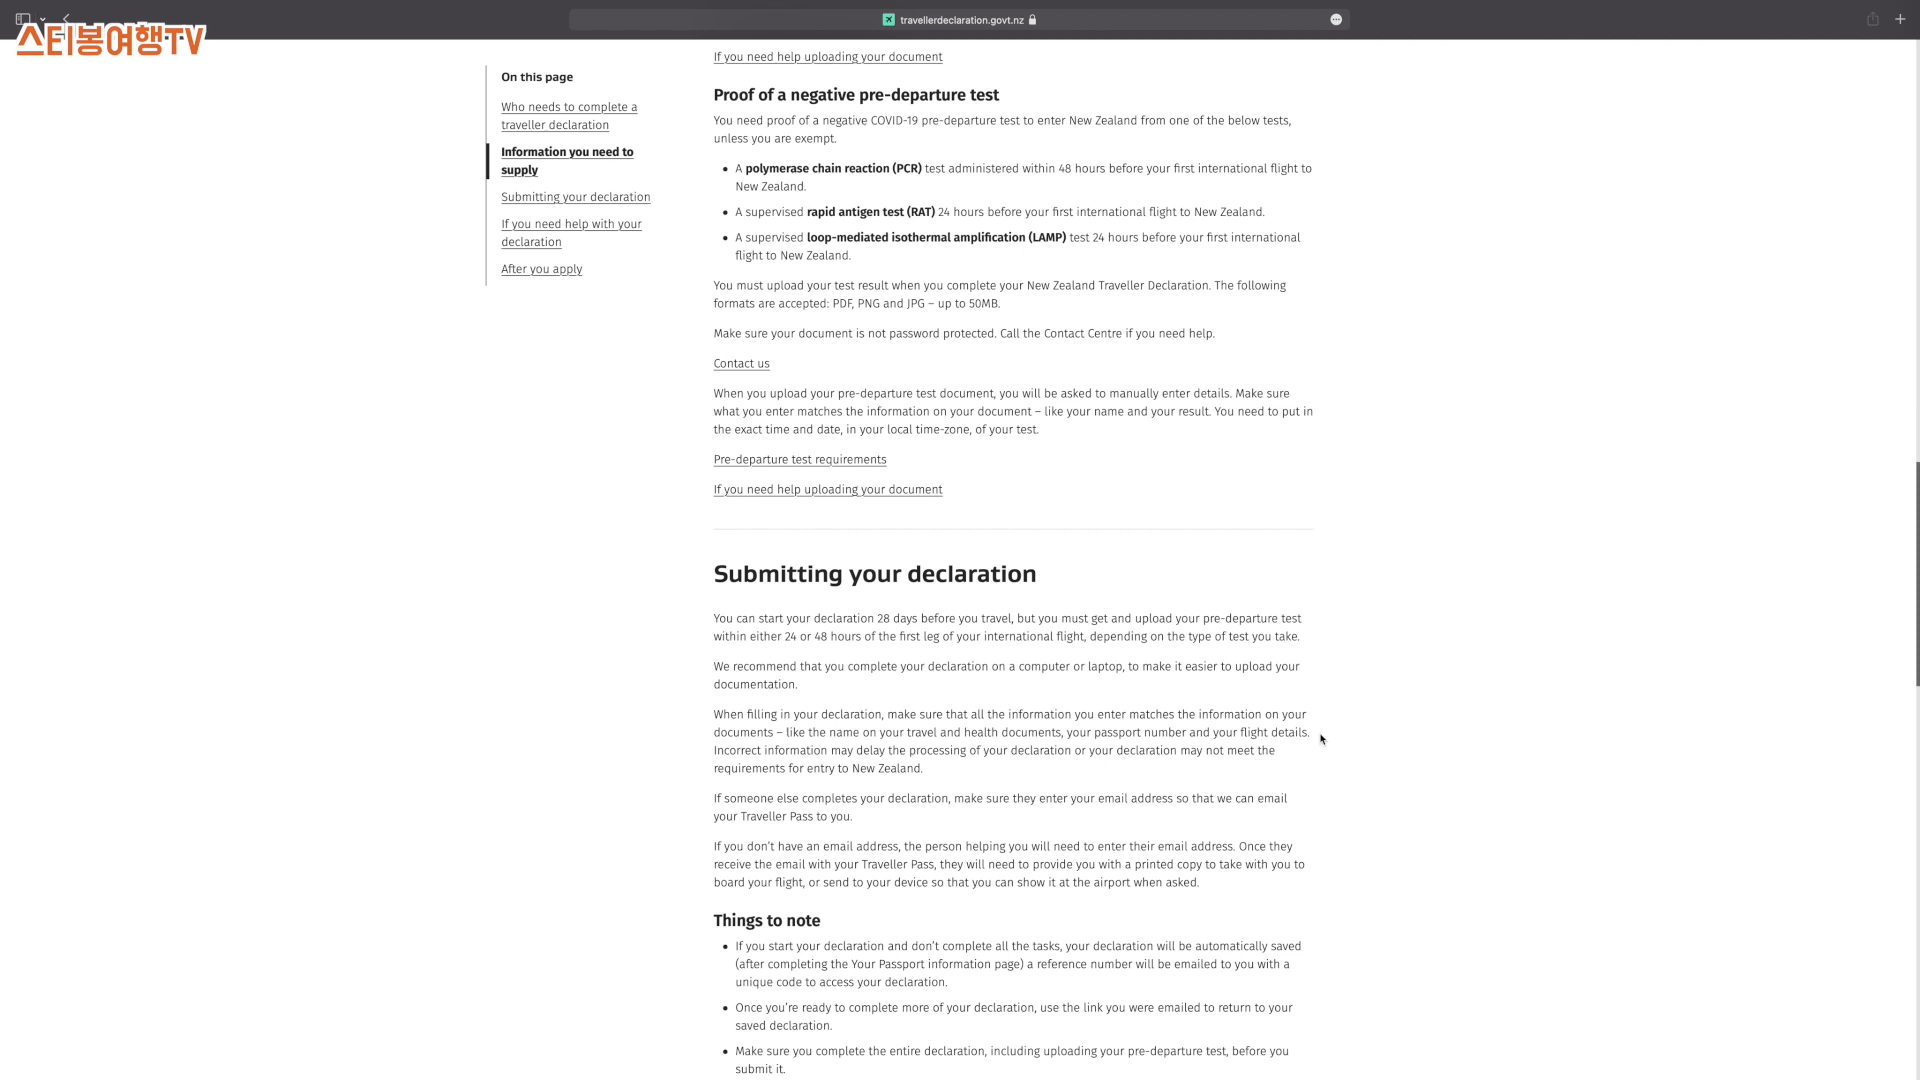 스티봉여행TV
travellerdeclaration.govt.nz
On this page
Who needs to complete a
traveller declaration
Information you need to
supply
Submitting your declaration
If you need help with your
declaration
After you apply
If you need help uploading your document
Proof of a negative pre-departure test
You need proof of a negative COVID-19 pre-departure test to enter New Zealand from one of the below tests,
unless you are exempt.
• A polymerase chain reaction (PCR) test administered within 48 hours before your first international flight to
New Zealand.
• A supervised rapid antigen test (RAT) 24 hours before your first international flight to New Zealand.
• A supervised loop-mediated isothermal amplification (LAMP) test 24 hours before your first international
flight to New Zealand.
You must upload your test result when you complete your New Zealand Traveller Declaration. The following
formats are accepted: PDF, PNG and JPG – up to 50MB.
Make sure your document is not password protected. Call the Contact Centre if you need help.
Contact us
When you upload your pre-departure test document, you will be asked to manually enter details. Make sure
what you enter matches the information on your document – like your name and your result. You need to put in
the exact time and date, in your local time-zone, of your test.
Pre-departure test requirements
If you need help uploading your document
Submitting your declaration
You can start your declaration 28 days before you travel, but you must get and upload your pre-departure test
within either 24 or 48 hours of the first leg of your international flight, depending on the type of test you take.
We recommend that you complete your declaration on a computer or laptop, to make it easier to upload your
documentation.
When filling in your declaration, make sure that all the information you enter matches the information on your
documents – like the name on your travel and health documents, your passport number and your flight details.
Incorrect information may delay the processing of your declaration or your declaration may not meet the
requirements for entry to New Zealand.
If someone else completes your declaration, make sure they enter your email address so that we can email
your Traveller Pass to you.
If you don't have an email address, the person helping you will need to enter their email address. Once they
receive the email with your Traveller Pass, they will need to provide you with a printed copy to take with you to
board your flight, or send to your device so that you can show it at the airport when asked.
Things to note
• If you start your declaration and don't complete all the tasks, your declaration will be automatically saved
(after completing the Your Passport information page) a reference number will be emailed to you with a
unique code to access your declaration.
• Once you're ready to complete more of your declaration, use the link you were emailed to return to your
saved declaration.
• Make sure you complete the entire declaration, including uploading your pre-departure test, before you
submit it.